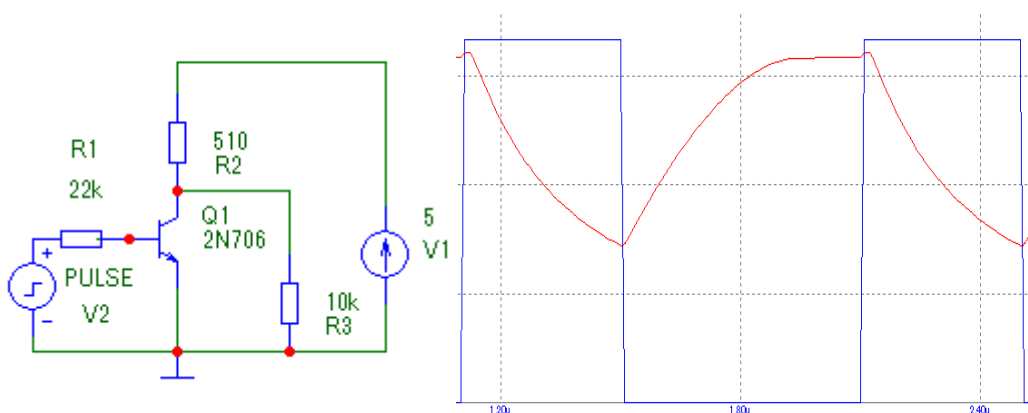 R1
22k
510
R2
Q1
2N706
5
V1
+
PULSE
V2
−
10k
R3
1.20u
1.80u
2.40u